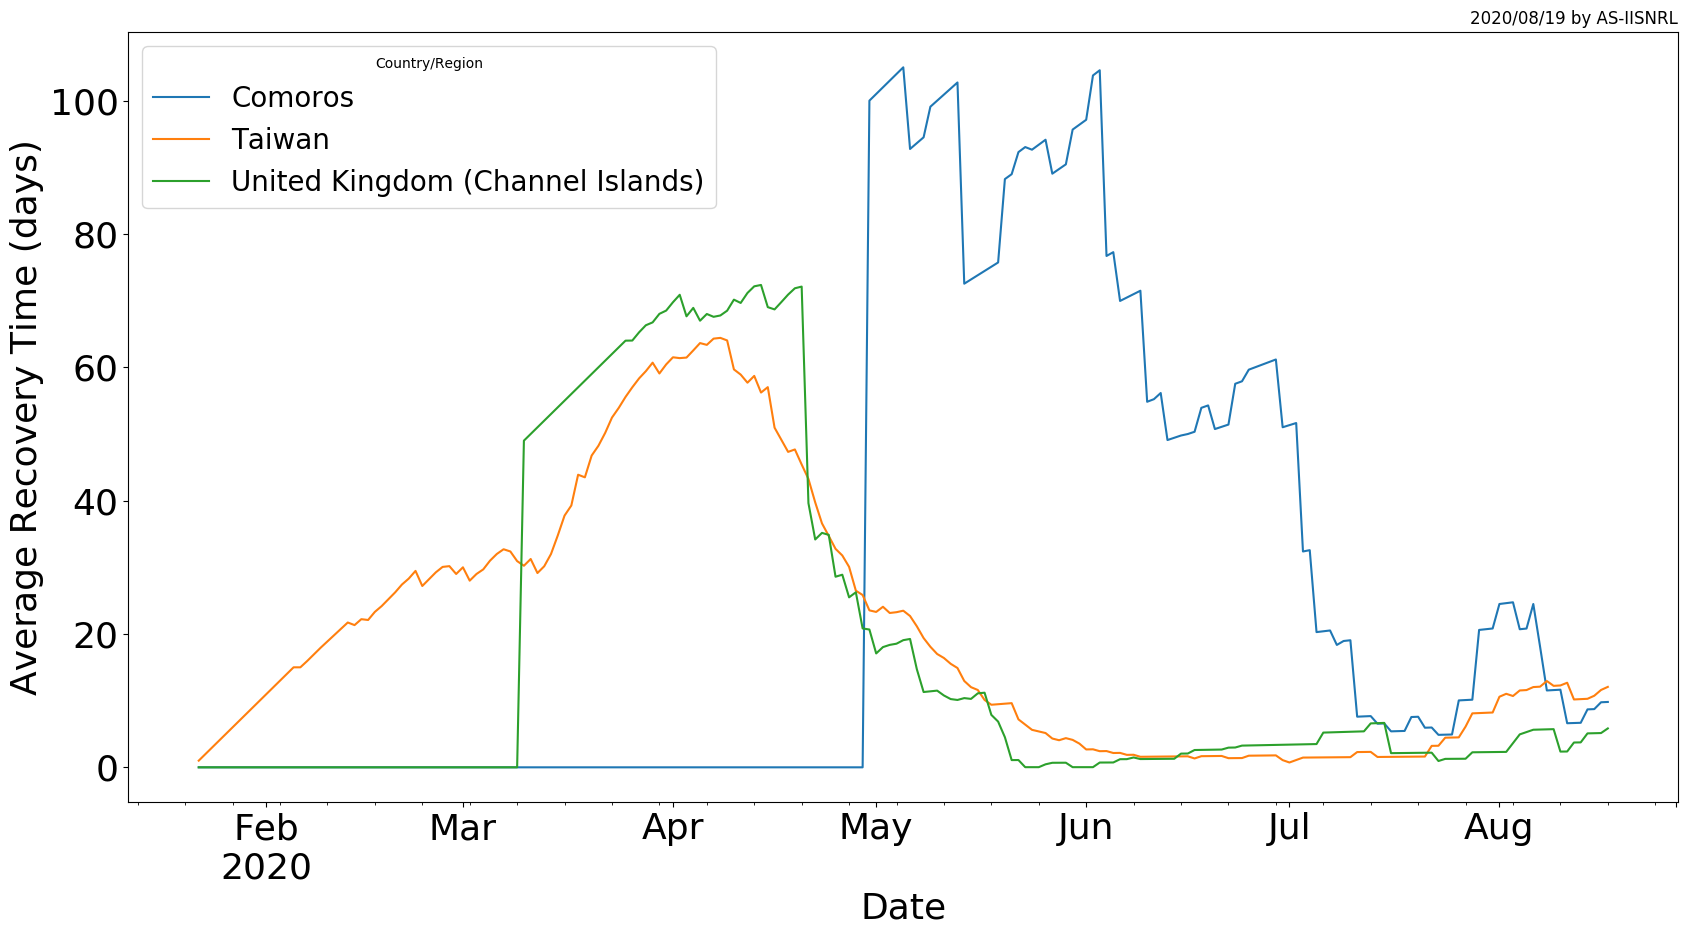 2020/08/19 by AS-IISNRL
Country/Region
Comoros
Taiwan
United Kingdom (Channel Islands)
Average Recovery Time (days)
100
80
60
40
20
0
Feb Mar Apr May Jun Jul Aug
2020
Date